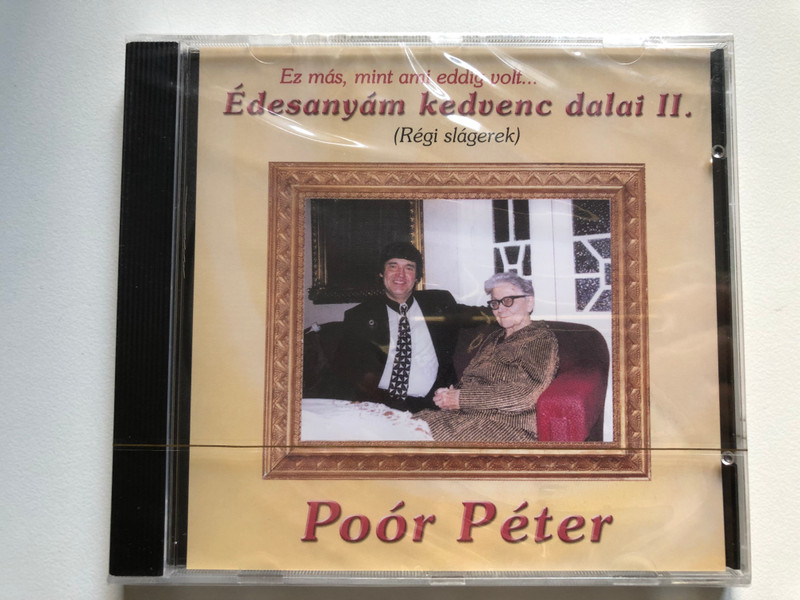 Ez más, mint ami eddig volt...
Édesanyám kedvenc dalai II.
(Régi slágerek)
Poór Péter